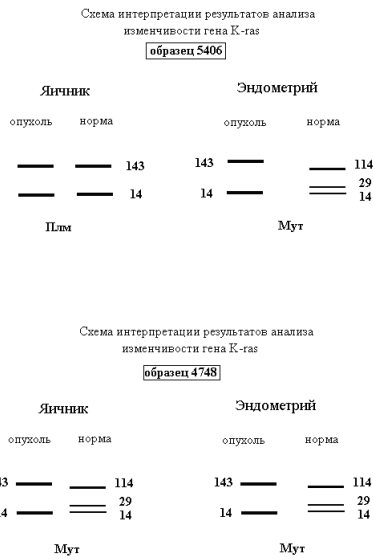 Схема интерпретации результатов анализа
изменчивости гена K-ras
образец 5406
Яичник Эндометрий
опухоль норма опухоль норма
143 143 114
14 14 29
14
Плм Мут
Схема интерпретации результатов анализа
изменчивости гена K-ras
образец 4748
Яичник Эндометрий
опухоль норма опухоль норма
43 114 143 114
29 29
14 14 14 14
Мут Мут